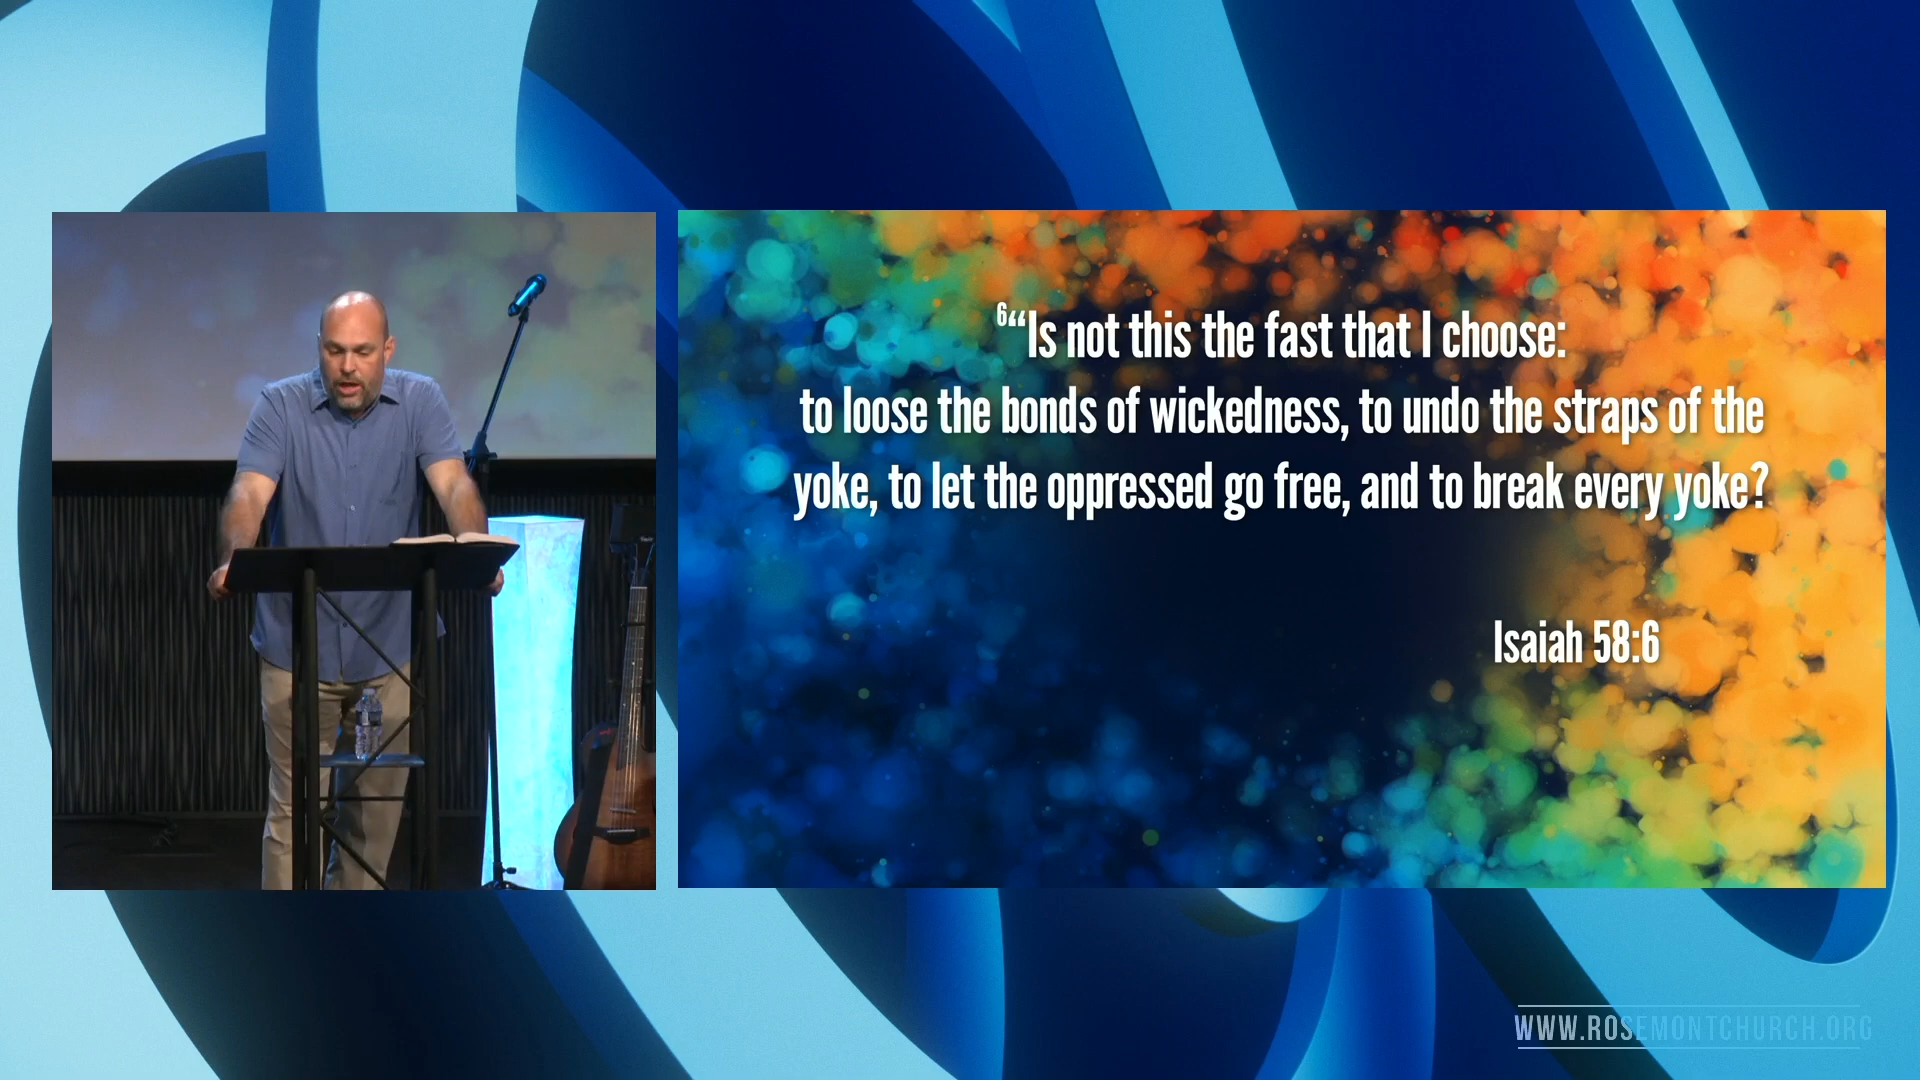 ⁶“Is not this the fast that I choose:
to loose the bonds of wickedness, to undo the straps of the
yoke, to let the oppressed go free, and to break every yoke?
Isaiah 58:6
WWW.ROSEMONTCHURCH.ORG